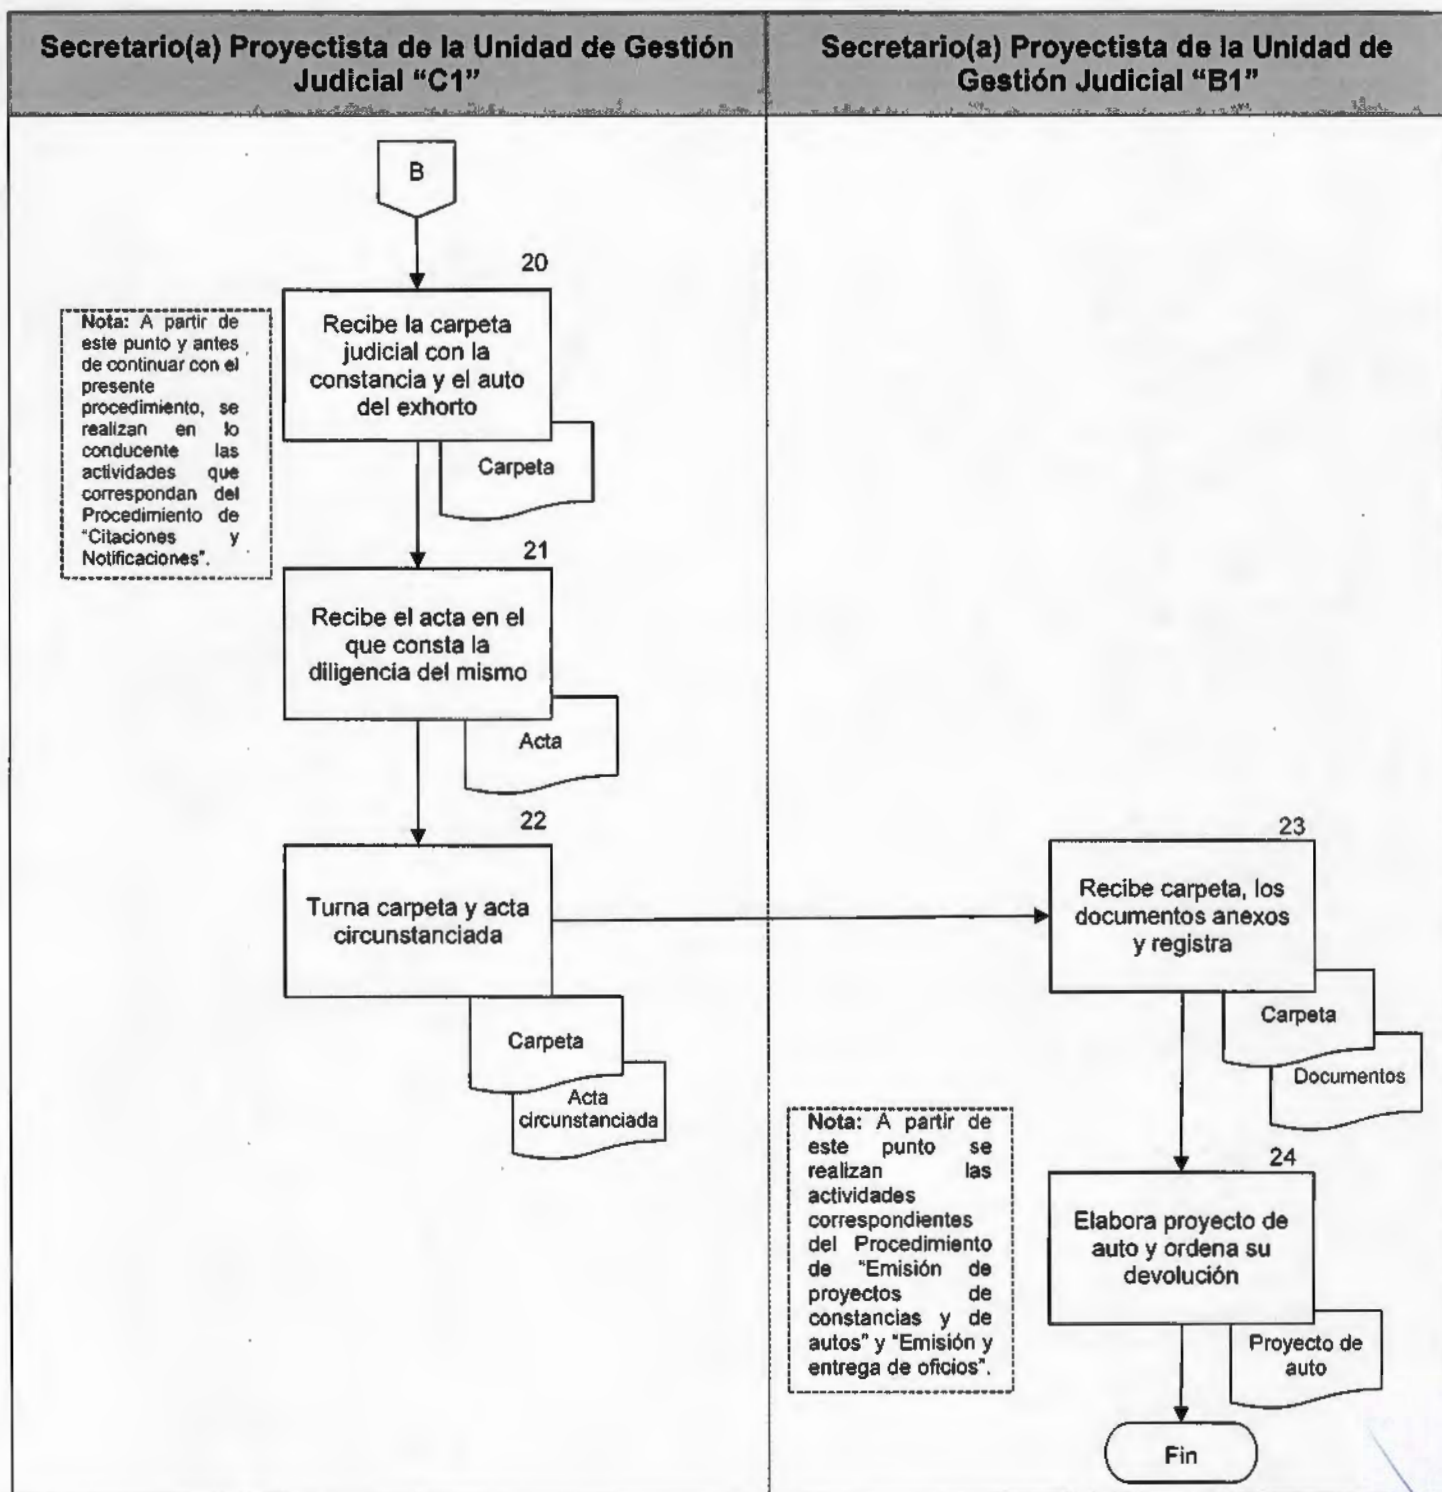 Secretario(a) Proyectista de la Unidad de Gestión
Judicial "C1"
Secretario(a) Proyectista de la Unidad de
Gestión Judicial "B1"
B
20
Recibe la carpeta
judicial con la
constancia y el auto
del exhorto
Carpeta
Nota: A partir de
este punto y antes
de continuar con el
presente
procedimiento, se
realizan en lo
conducente las
actividades que
correspondan del
Procedimiento de
"Citaciones y
Notificaciones".
21
Recibe el acta en el
que consta la
diligencia del mismo
Acta
22
Turna carpeta y acta
circunstanciada
Carpeta
Acta
circunstanciada
23
Recibe carpeta, los
documentos anexos
y registra
Carpeta
Documentos
Nota: A partir de
este punto se
realizan las
actividades
correspondientes
del Procedimiento
de "Emisión de
proyectos de
constancias y de
autos" y "Emisión y
entrega de oficios".
24
Elabora proyecto de
auto y ordena su
devolución
Proyecto de
auto
Fin